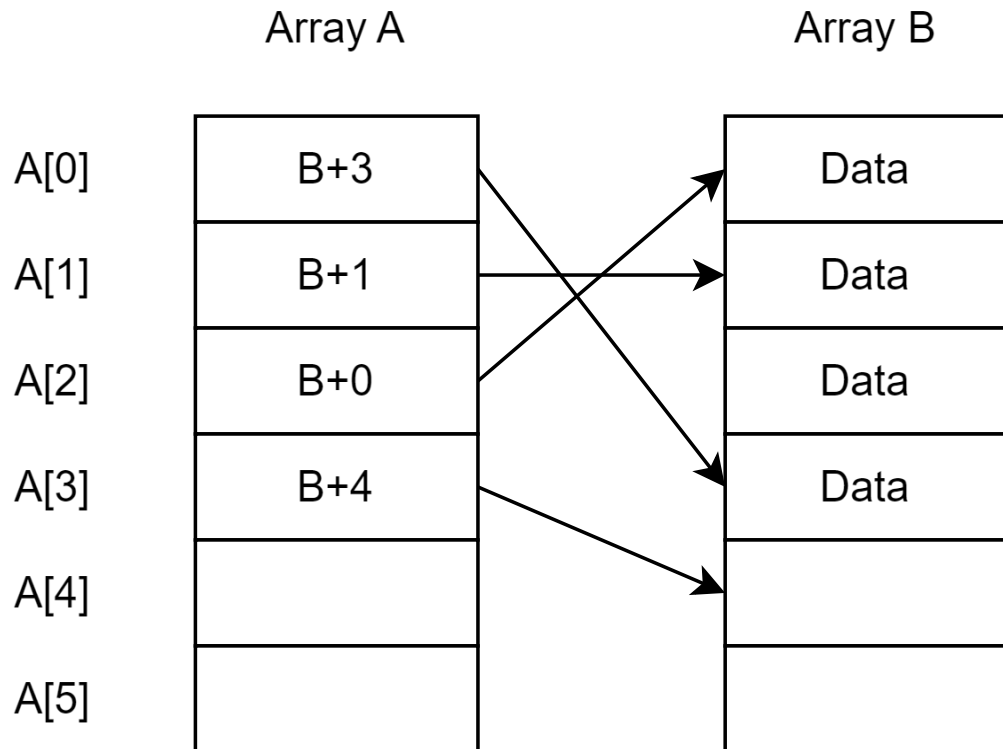 Array A Array B
A[0] B+3 Data
A[1] B+1 Data
A[2] B+0 Data
A[3] B+4 Data
A[4]
A[5]